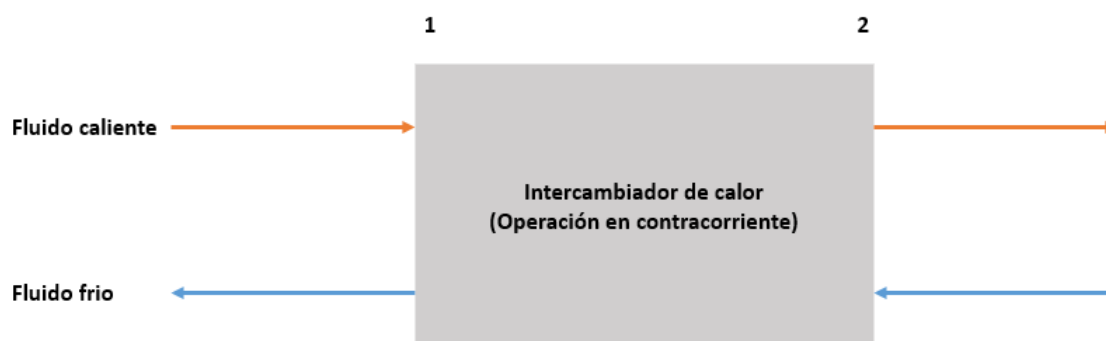 1
2
Fluido caliente
Intercambiador de calor
(Operación en contracorriente)
Fluido frio